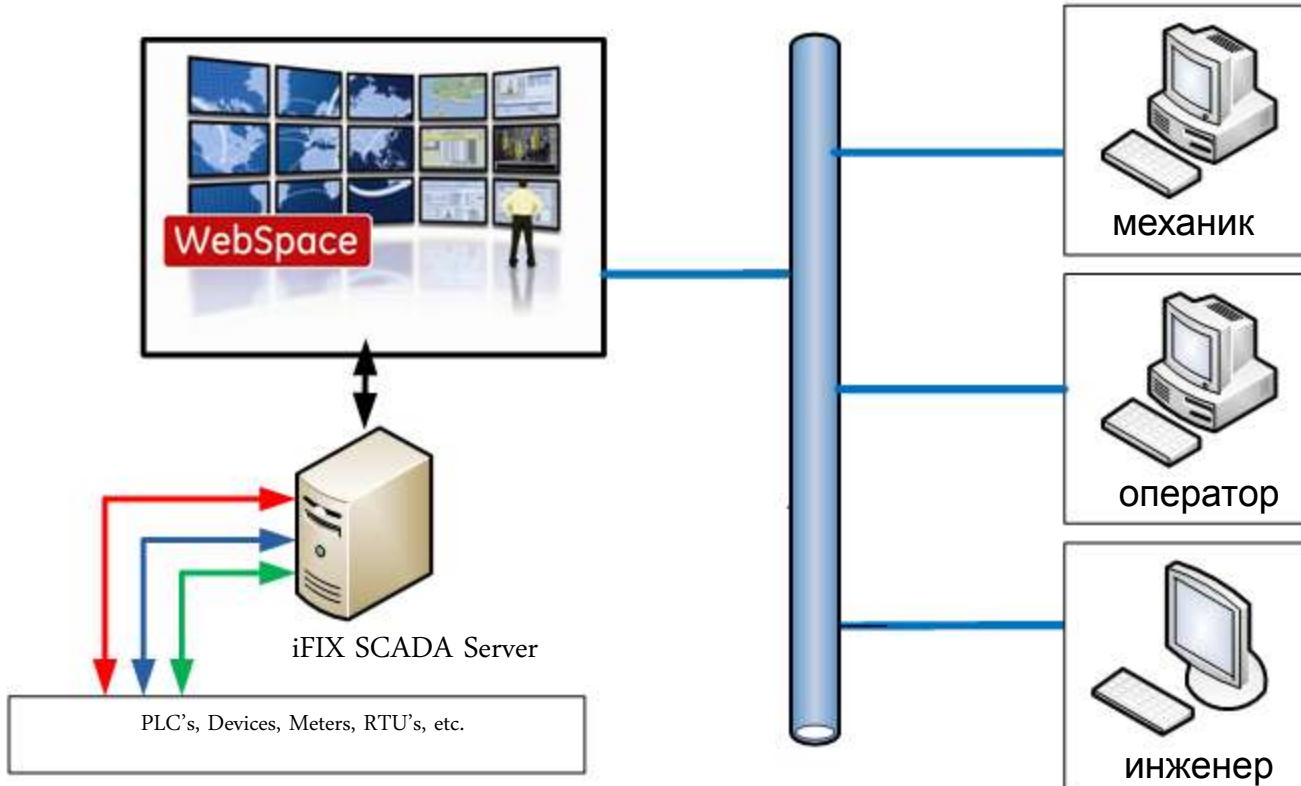 WebSpace
механик
оператор
iFIX SCADA Server
PLC's, Devices, Meters, RTU's, etc.
инженер